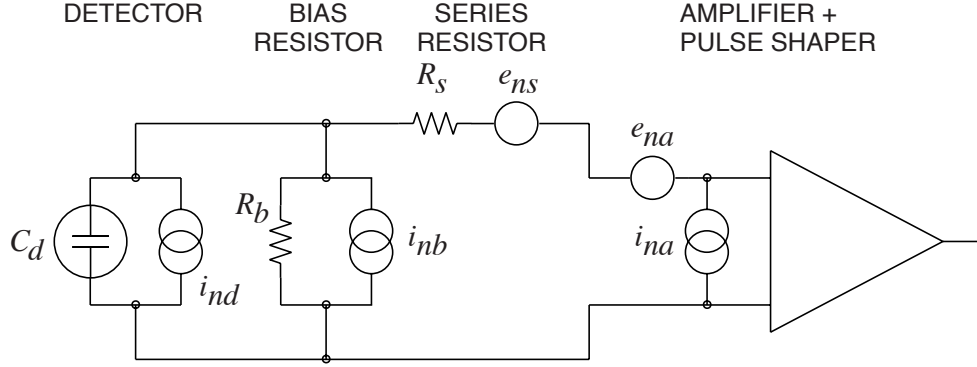 DETECTOR
BIAS
RESISTOR
SERIES
RESISTOR
AMPLIFIER +
PULSE SHAPER
Rs
ens
ena
Cd
ind
Rb
inb
ina